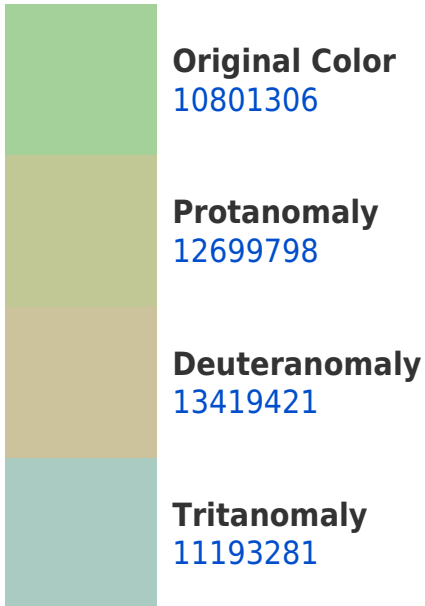 Original Color
10801306
Protanomaly
12699798
Deuteranomaly
13419421
Tritanomaly
11193281